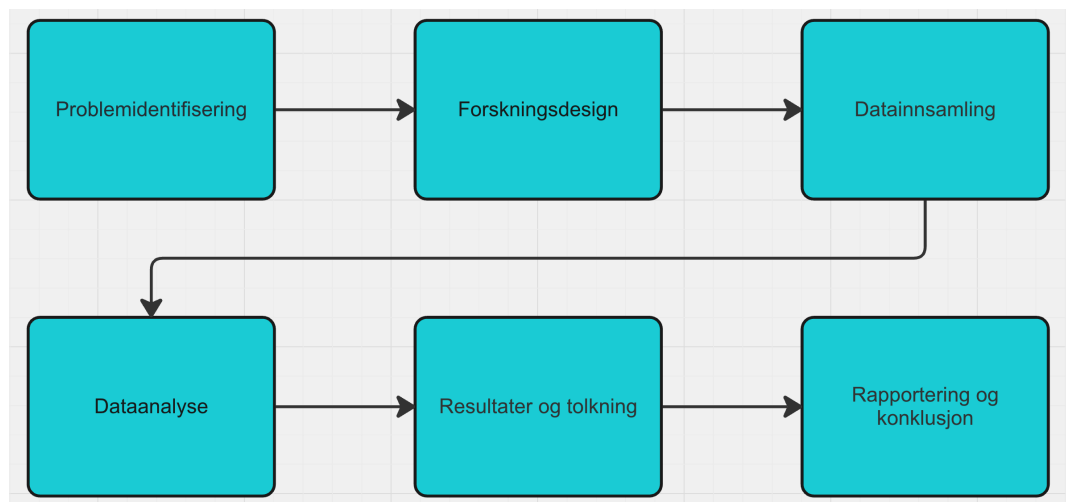 Problemidentifisering
Forskningsdesign
Datainnsamling
Dataanalyse
Resultater og tolkning
Rapportering og
konklusjon